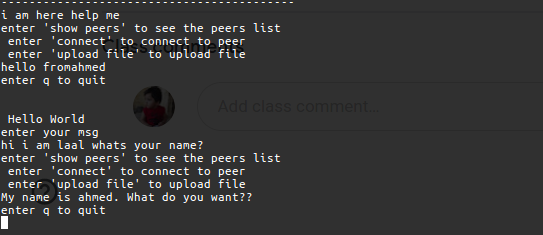 ------------------------------------------
i am here help me
enter 'show peers' to see the peers list
enter 'connect' to connect to peer
enter 'upload file' to upload file
hello fromahmed
enter q to quit
Add class comment…
Hello World
enter your msg
hi i am laal whats your name?
enter 'show peers' to see the peers list
enter 'connect' to connect to peer
enter 'upload file' to upload file
My name is ahmed. What do you want??
enter q to quit